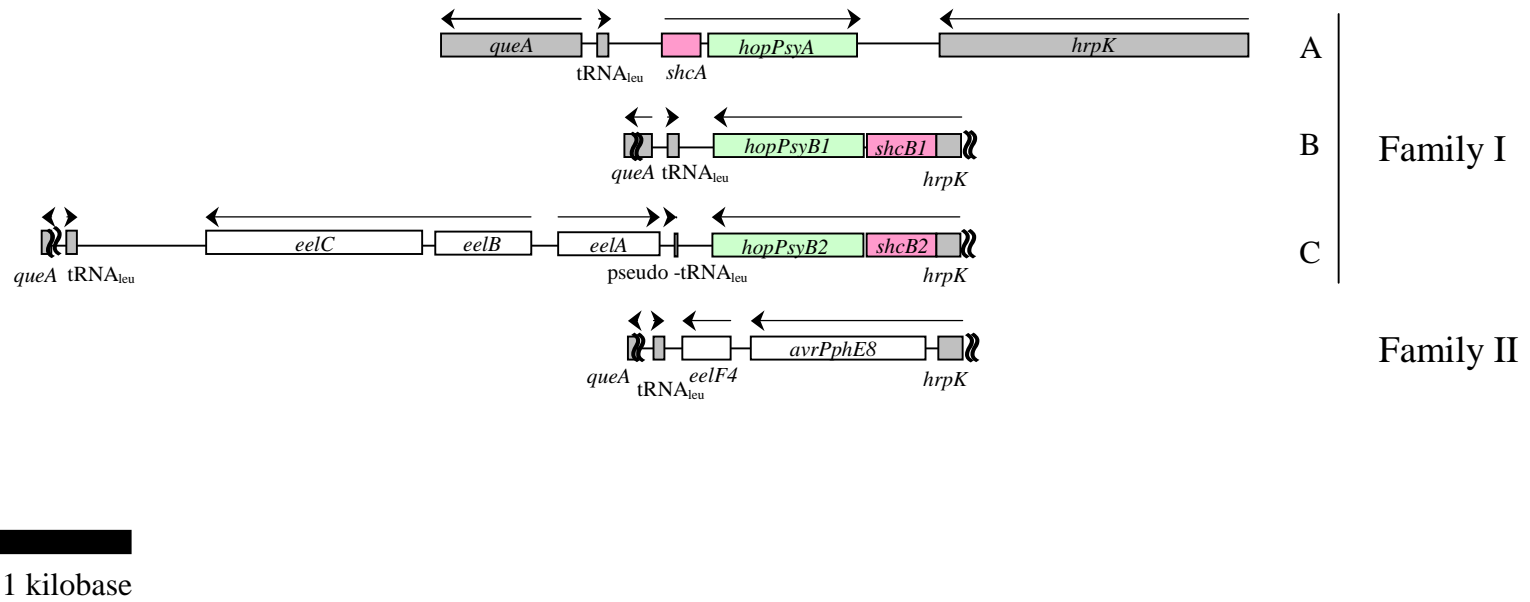 queA hopPsyA hrpK A
tRNAleu shcA
hopPsyB1 shcB1 B Family I
queA tRNAleu hrpK
eelC eelB eelA hopPsyB2 shcB2 C
queA tRNAleu pseudo -tRNAleu hrpK
avrPphE8 Family II
queA tRNAleu eelF4 hrpK
1 kilobase